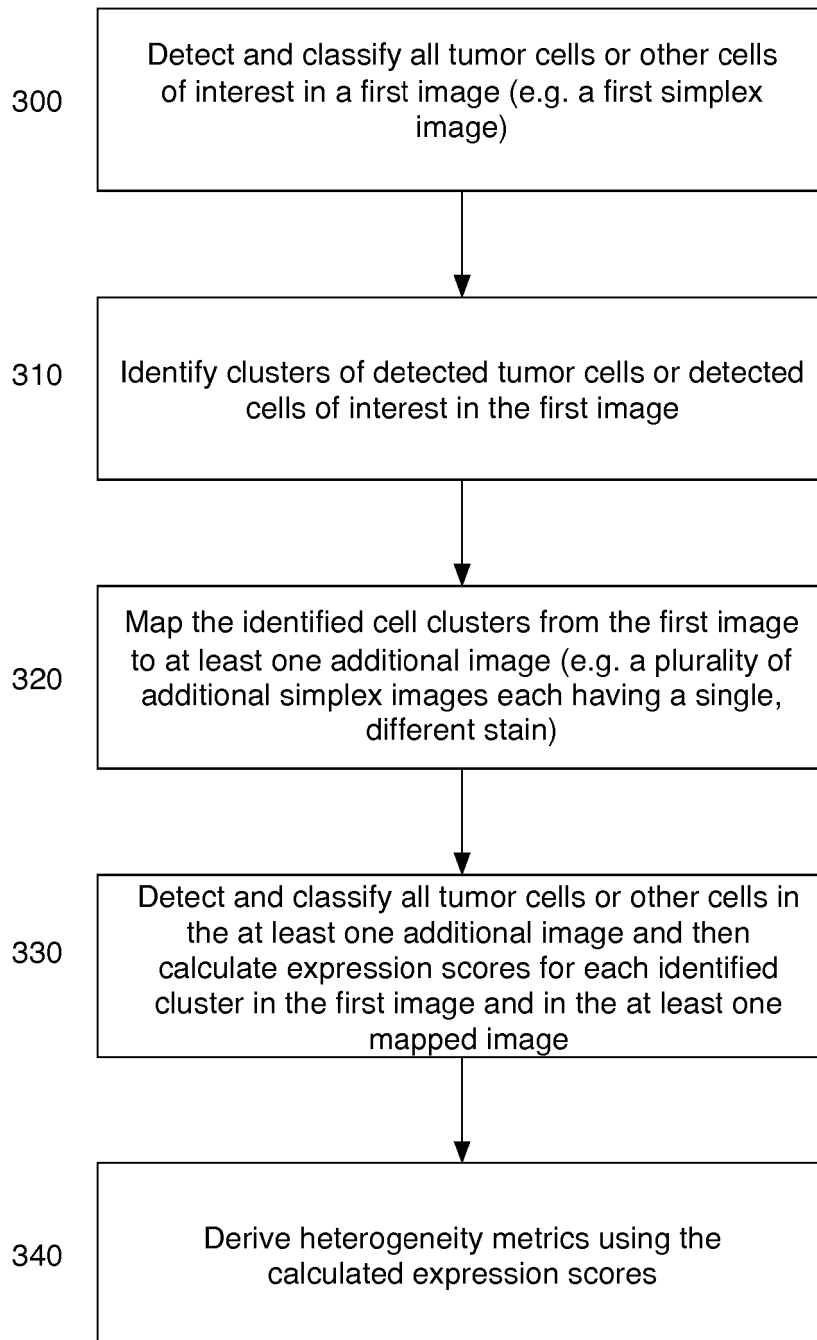 300
Detect and classify all tumor cells or other cells
of interest in a first image (e.g. a first simplex
image)
310
Identify clusters of detected tumor cells or detected
cells of interest in the first image
320
Map the identified cell clusters from the first image
to at least one additional image (e.g. a plurality of
additional simplex images each having a single,
different stain)
330
Detect and classify all tumor cells or other cells in
the at least one additional image and then
calculate expression scores for each identified
cluster in the first image and in the at least one
mapped image
340
Derive heterogeneity metrics using the
calculated expression scores